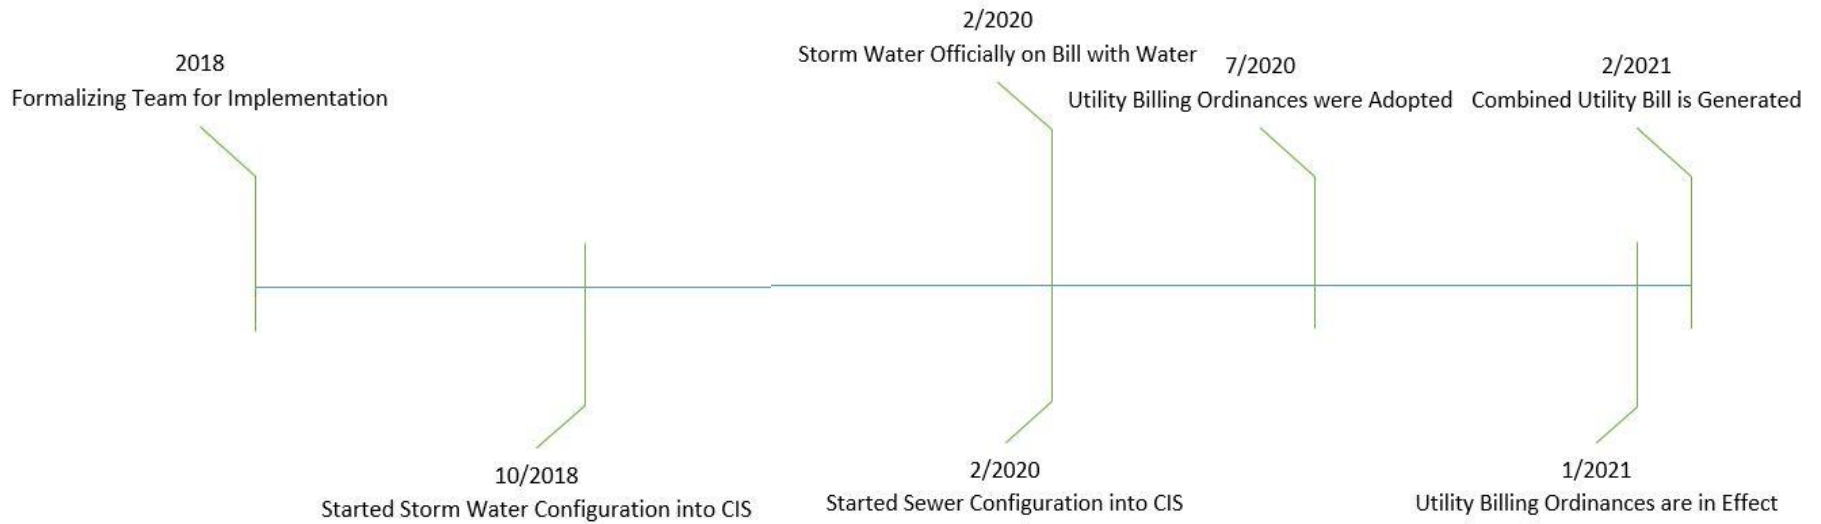 2018
Formalizing Team for Implementation
10/2018
Started Storm Water Configuration into CIS
2/2020
Storm Water Officially on Bill with Water
2/2020
Started Sewer Configuration into CIS
7/2020
Utility Billing Ordinances were Adopted
1/2021
Utility Billing Ordinances are in Effect
2/2021
Combined Utility Bill is Generated